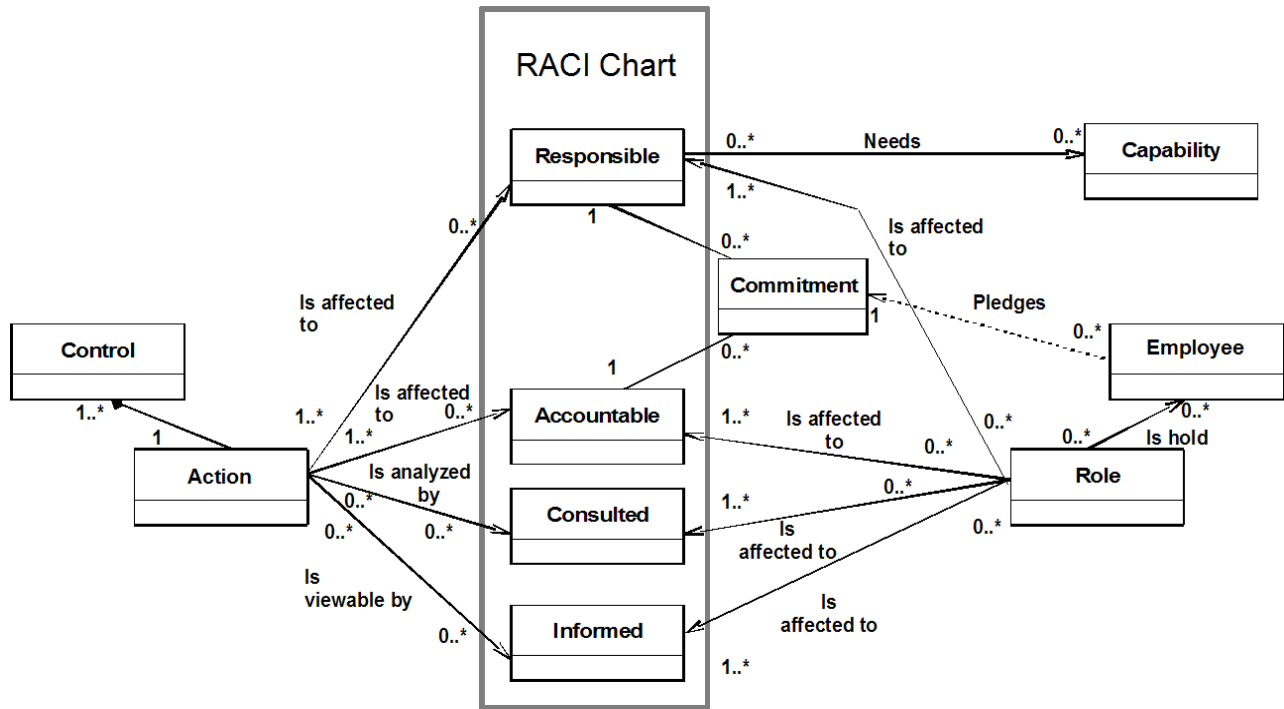 RACI Chart
0..*
Needs
0..*
Responsible
Capability
1..*
0..*
1
0..*
Is affected
to
Commitment
Is affected
to
Pledges
1
0..*
Control
Employee
0..*
1
1..*
Is affected
to
0..*
1..*
1..*
Accountable
1..*
Is affected
to
0..*
0..*
0..*
0..*
Is hold
1
Action
Is analyzed
by
0..*
Role
0..*
0..*
0..*
Consulted
1..*
Is
affected to
0..*
Is
viewable by
0..*
Informed
Is
affected to
1..*